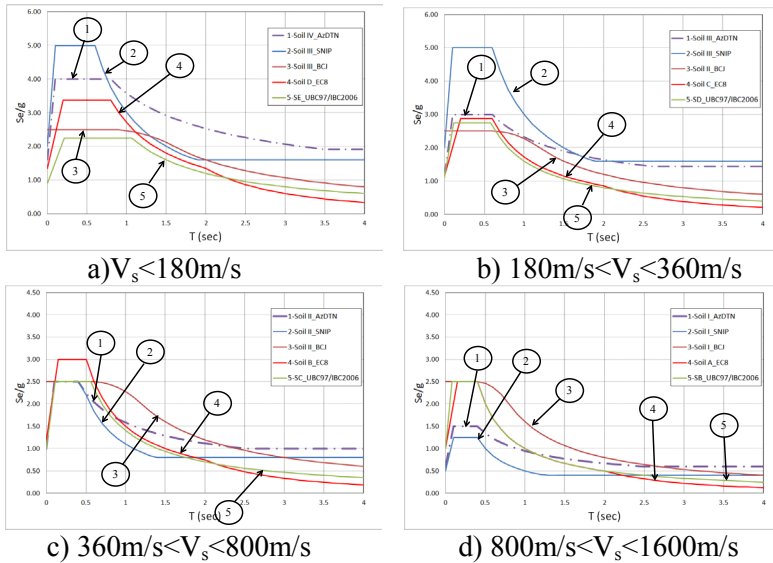 6.00
5.00
4.00
3.00
2.00
1.00
0.00
Se/g
0 0.5 1 1.5 2 2.5 3 3.5 4
T (sec)
1
2
4
3
5
1-Soil IV_AzDTN
2-Soil III_SNIP
3-Soil III_BCJ
4-Soil D_EC8
5-SE_UBC97/IBC2006
a)Vs<180m/s
6.0
5.0
4.0
3.0
2.0
1.0
0.0
Se/g
0 0.5 1 1.5 2 2.5 3 3.5 4
T (sec)
1
2
4
3
5
1-Soil III_AzDTN
2-Soil III_SNIP
3-Soil II_BCJ
4-Soil C_EC8
5-SD_UBC97/IBC2006
b) 180m/s<Vs<360m/s
4.50
4.00
3.50
3.00
2.50
2.00
1.50
1.00
0.50
0.00
Se/g
0 0.5 1 1.5 2 2.5 3 3.5 4
T (sec)
1
2
4
3
5
1-Soil II_AzDTN
2-Soil II_SNIP
3-Soil II_BCJ
4-Soil B_EC8
5-SC_UBC97/IBC2006
c) 360m/s<Vs<800m/s
4.50
4.00
3.50
3.00
2.50
2.00
1.50
1.00
0.50
0.00
Se/g
0 0.5 1 1.5 2 2.5 3 3.5 4
T (sec)
1
2
3
4
5
1-Soil I_AzDTN
2-Soil I_SNIP
3-Soil I_BCJ
4-Soil A_EC8
5-SB_UBC97/IBC2006
d) 800m/s<Vs<1600m/s